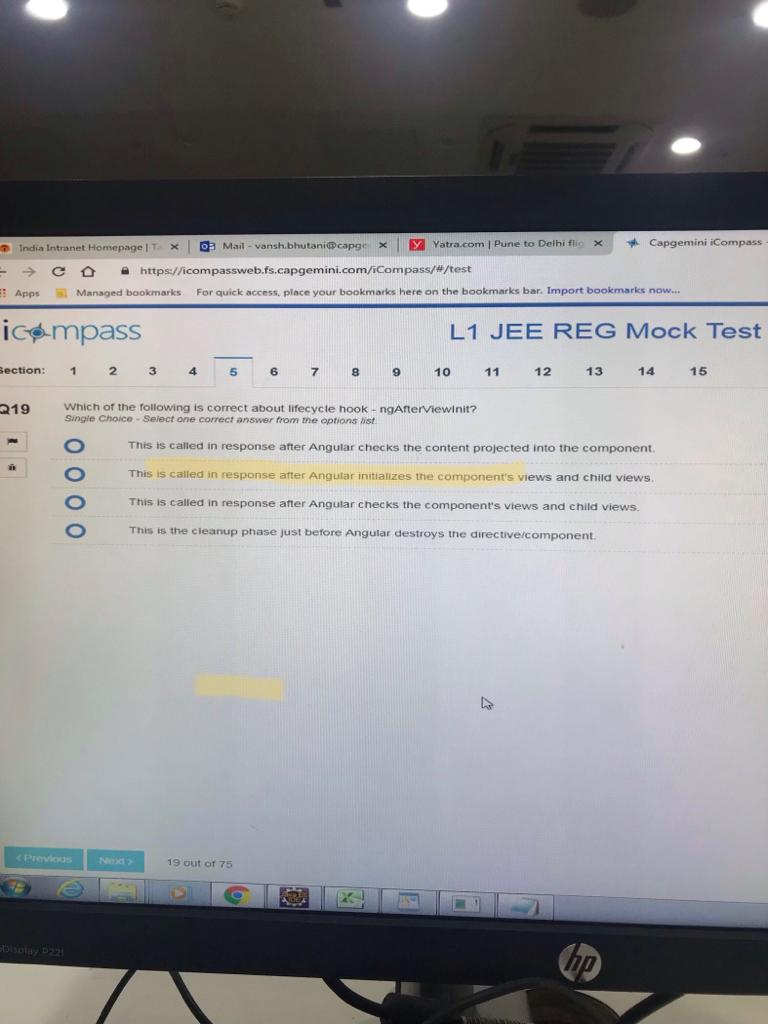 India Intranet Homepage | Ta
Mail - vansh.bhutani@capge
Yatra.com | Pune to Delhi flig
Capgemini iCompass -
https://icompassweb.fs.capgemini.com/iCompass/#/test
Apps
Managed bookmarks
For quick access, place your bookmarks here on the bookmarks bar. Import bookmarks now...
icompass
L1 JEE REG Mock Test
Section: 1 2 3 4 5 6 7 8 9 10 11 12 13 14 15
Q19
Which of the following is correct about lifecycle hook - ngAfterViewInit?
Single Choice - Select one correct answer from the options list.
This is called in response after Angular checks the content projected into the component.
This is called in response after Angular initializes the component's views and child views.
This is called in response after Angular checks the component's views and child views.
This is the cleanup phase just before Angular destroys the directive/component.
< Previous
Next >
19 out of 75
Display P221
hp